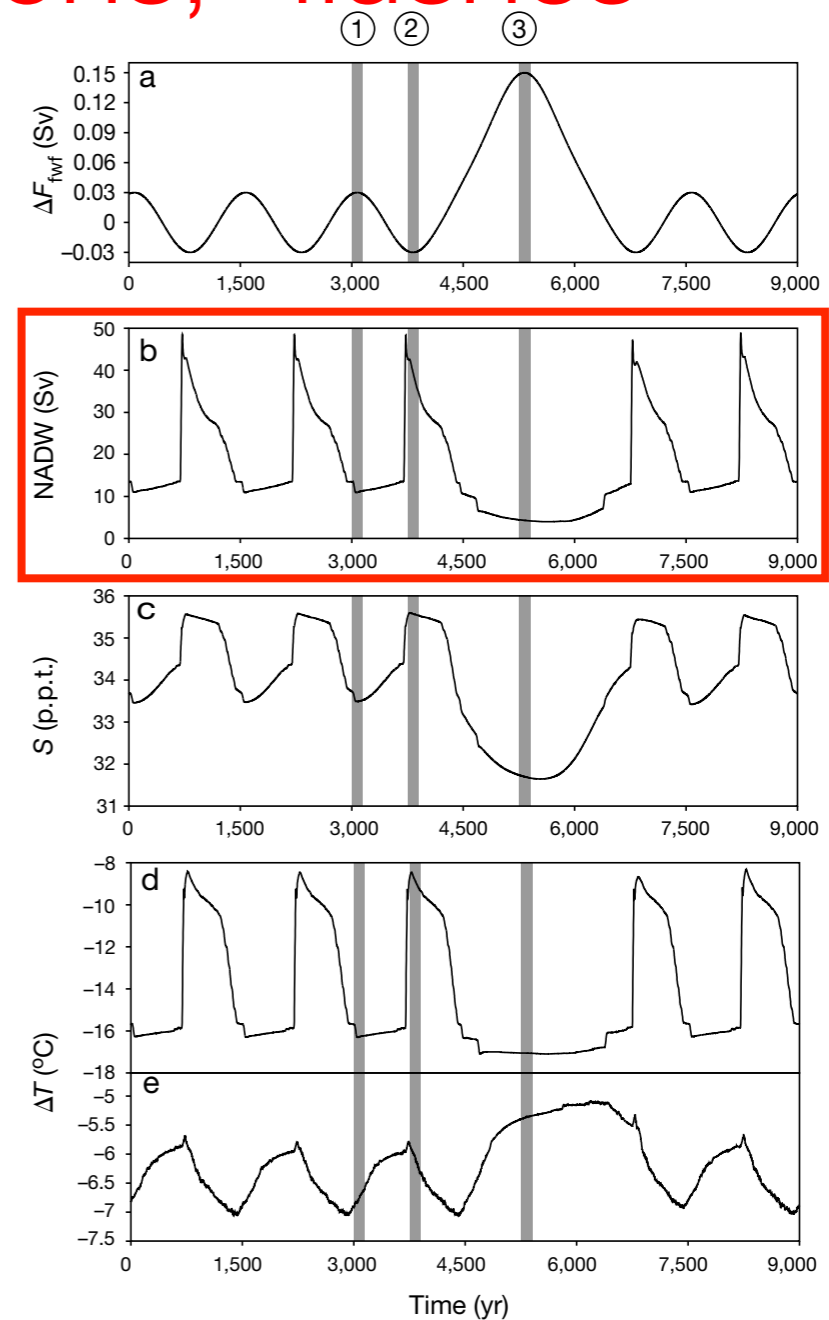 ① ② ③
a
ΔF_fwf (Sv)
0.15
0.12
0.09
0.06
0.03
0
–0.03
0 1,500 3,000 4,500 6,000 7,500 9,000
b
NADW (Sv)
50
40
30
20
10
0
0 1,500 3,000 4,500 6,000 7,500 9,000
c
S (p.p.t.)
36
35
34
33
32
31
0 1,500 3,000 4,500 6,000 7,500 9,000
d
–8
–10
–12
–14
–16
–18
ΔT (°C)
e
–5
–5.5
–6
–6.5
–7
–7.5
0 1,500 3,000 4,500 6,000 7,500 9,000
Time (yr)